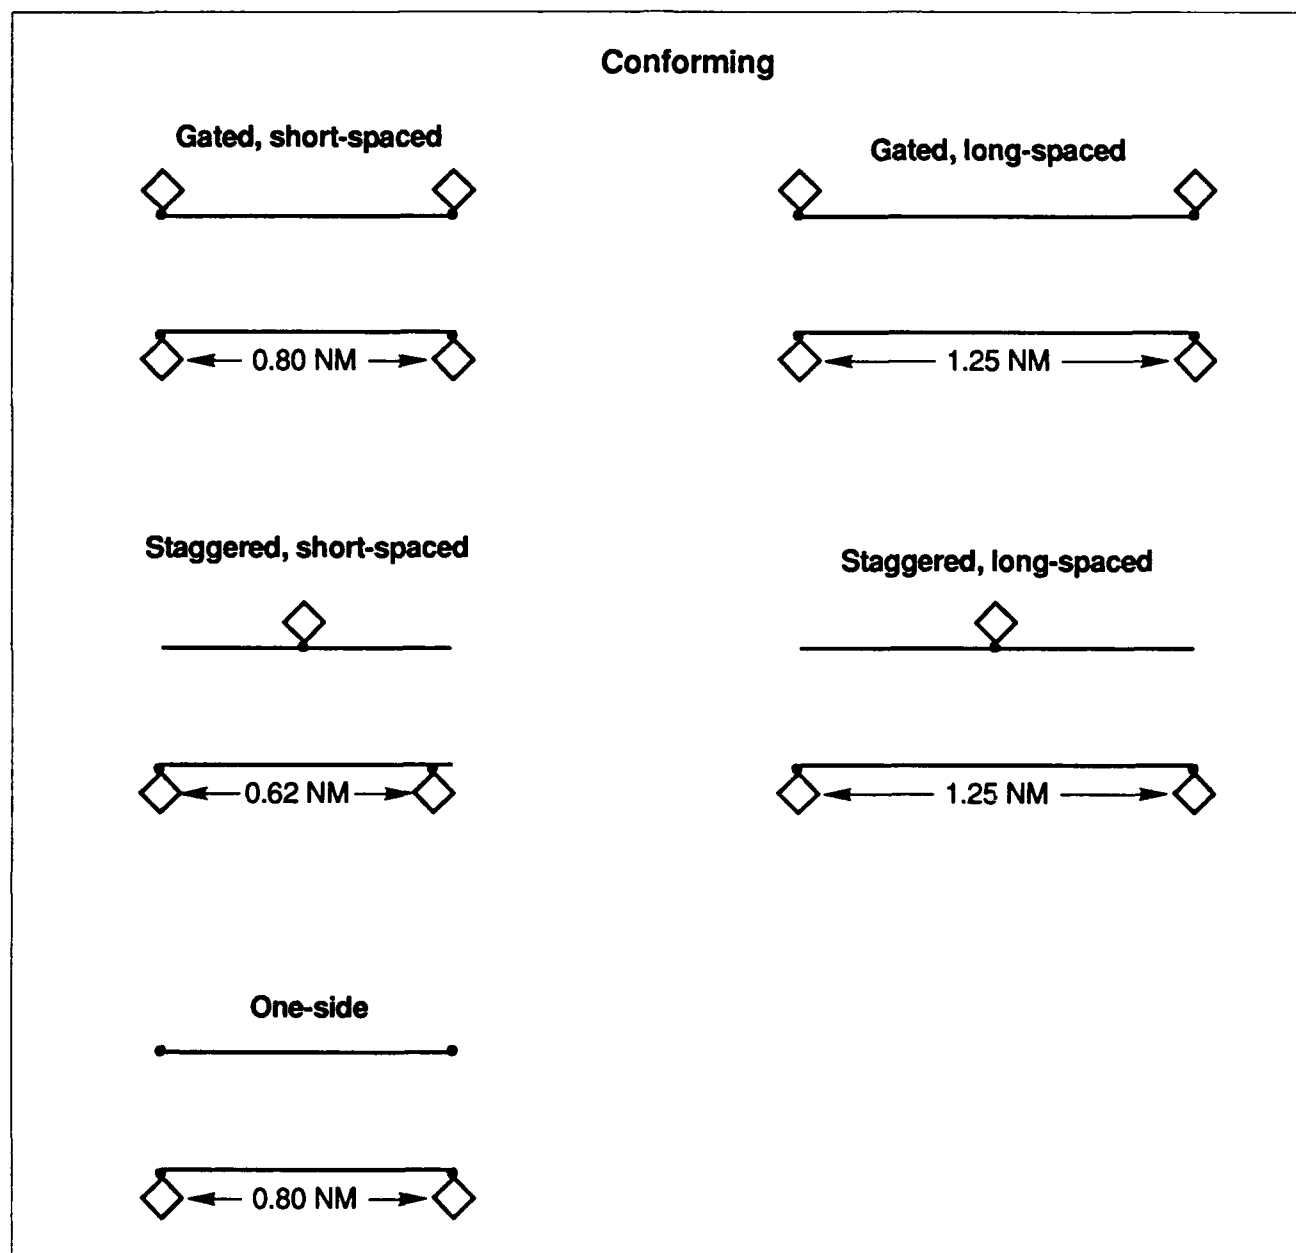 Conforming
Gated, short-spaced
Gated, long-spaced
0.80 NM
1.25 NM
Staggered, short-spaced
Staggered, long-spaced
0.62 NM
1.25 NM
One-side
0.80 NM